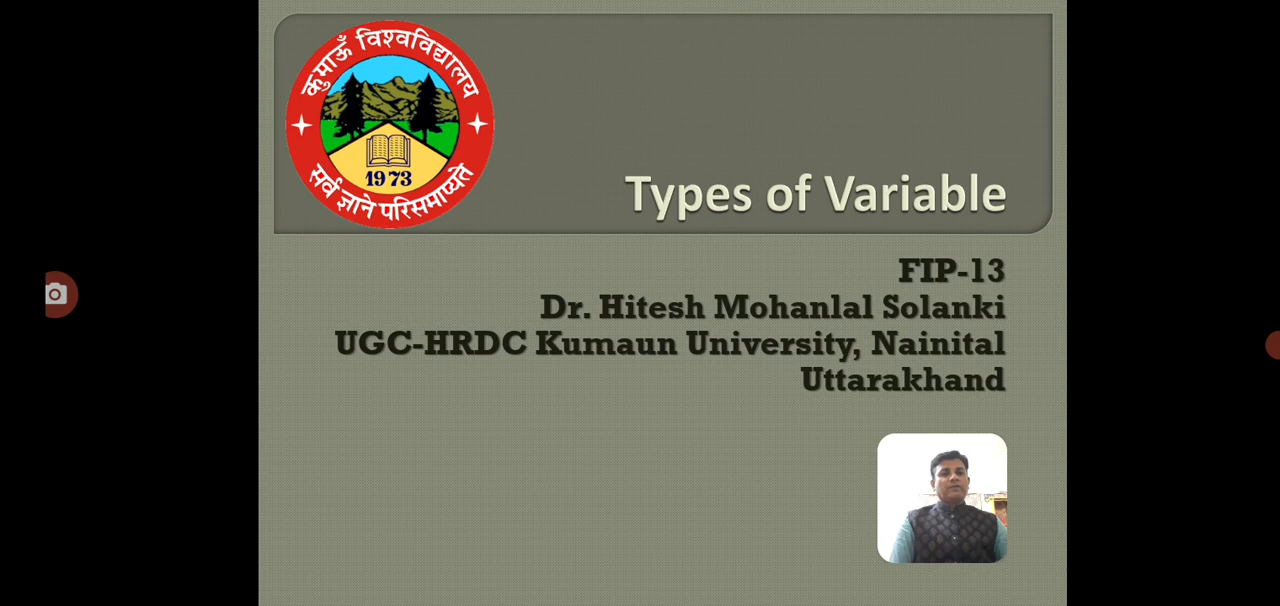 कुमाऊँ विश्वविद्यालय
1973
सर्व ज्ञाने परिसमाप्यते
Types of Variable
FIP-13
Dr. Hitesh Mohanlal Solanki
UGC-HRDC Kumaun University, Nainital
Uttarakhand